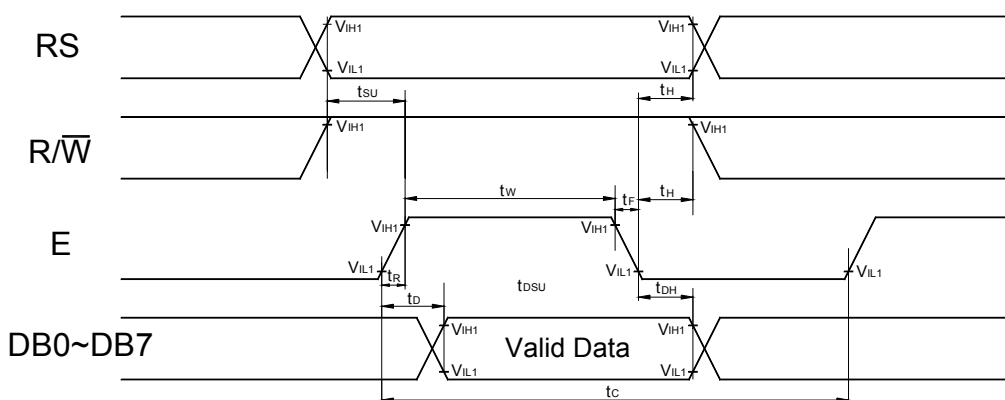 RS VIH1 VIH1
VIL1 VIL1
tSU tH
R/W̅ VIH1 VIH1
tW tF tH
E VIH1 VIH1
VIL1 VIL1 VIL1
tR tDSU
tD tDH
DB0~DB7 VIH1 Valid Data VIH1
VIL1 VIL1
tC